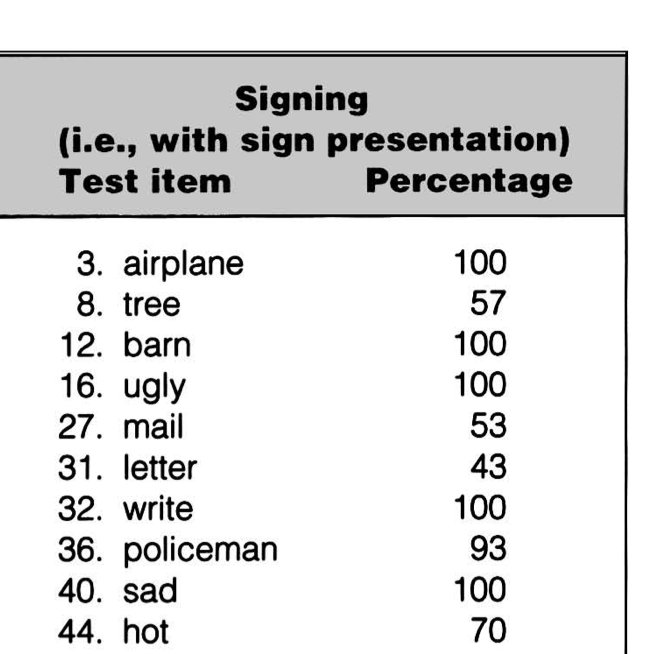 Signing
(i.e., with sign presentation)
Test item Percentage
3. airplane 100
8. tree 57
12. barn 100
16. ugly 100
27. mail 53
31. letter 43
32. write 100
36. policeman 93
40. sad 100
44. hot 70